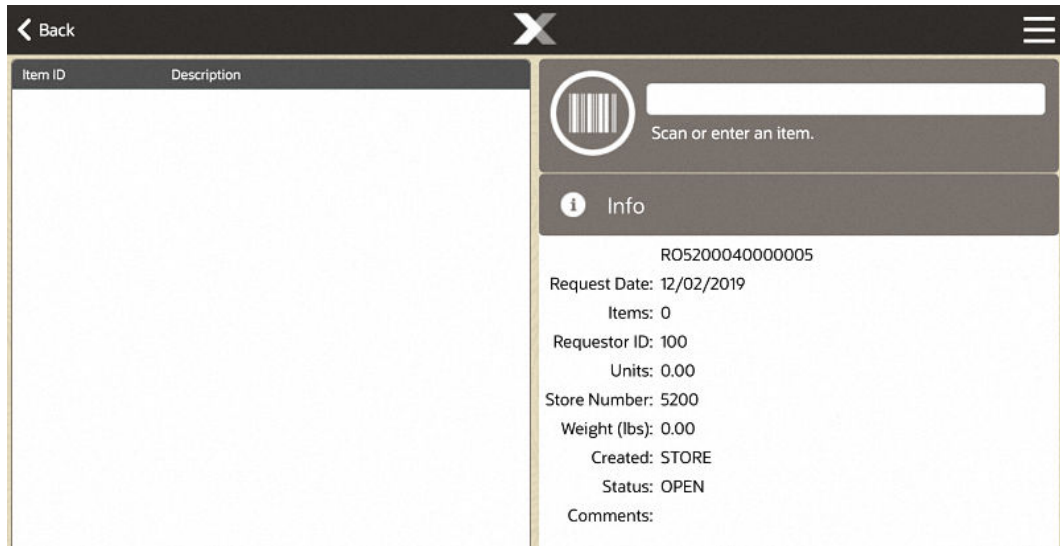 Back
Item ID Description
Scan or enter an item.
Info
RO5200040000005
Request Date: 12/02/2019
Items: 0
Requestor ID: 100
Units: 0.00
Store Number: 5200
Weight (lbs): 0.00
Created: STORE
Status: OPEN
Comments: